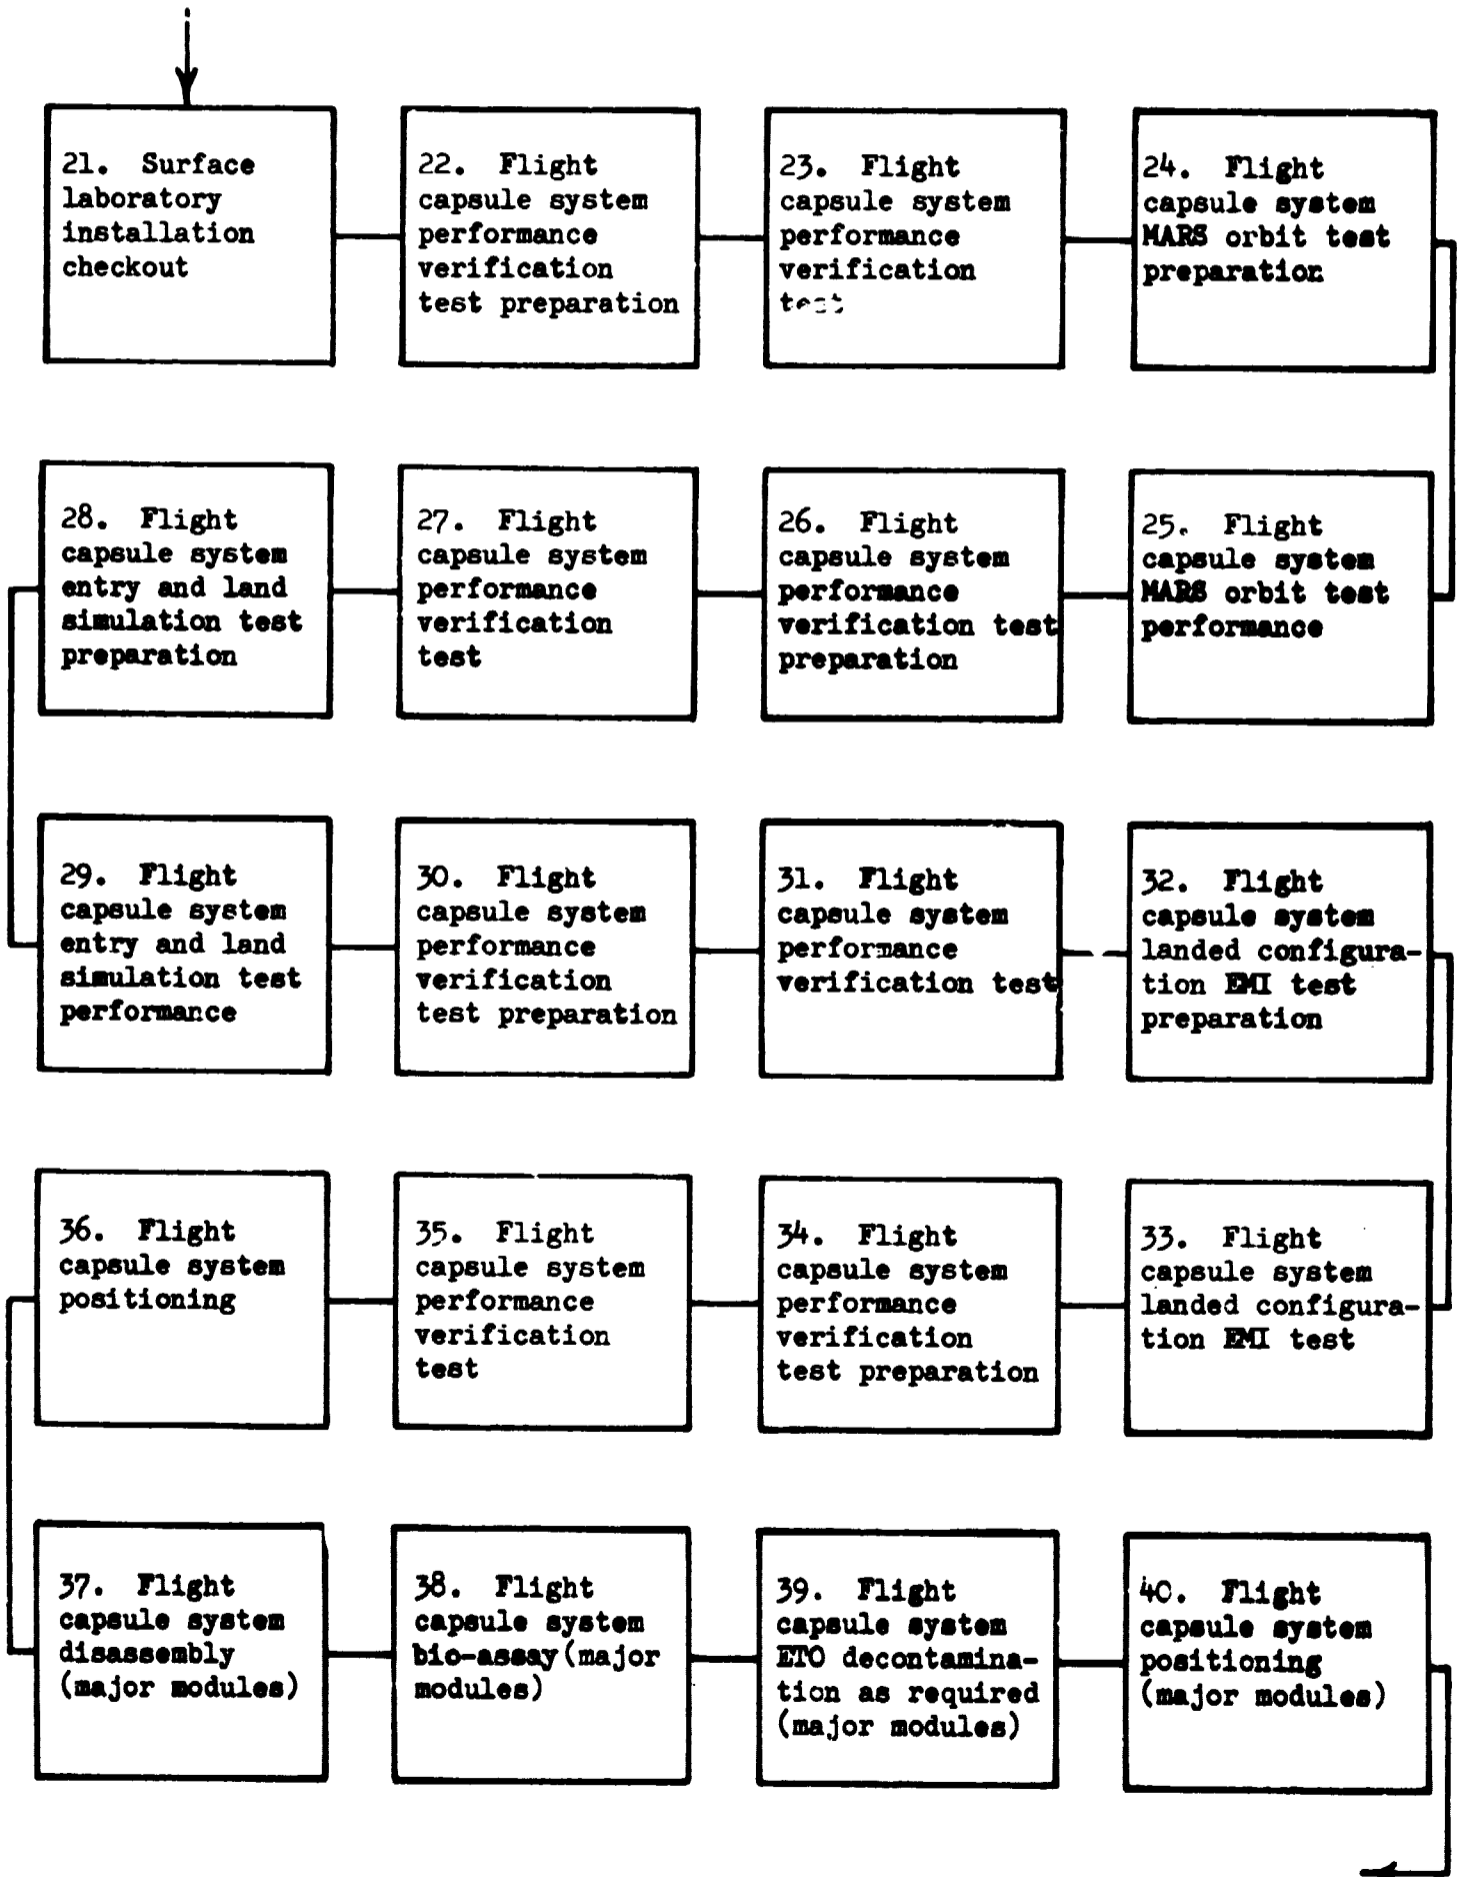 21. Surface
laboratory
installation
checkout
22. Flight
capsule system
performance
verification
test preparation
23. Flight
capsule system
performance
verification
test
24. Flight
capsule system
MARS orbit test
preparation
28. Flight
capsule system
entry and land
simulation test
preparation
27. Flight
capsule system
performance
verification
test
26. Flight
capsule system
performance
verification test
preparation
25. Flight
capsule system
MARS orbit test
performance
29. Flight
capsule system
entry and land
simulation test
performance
30. Flight
capsule system
performance
verification
test preparation
31. Flight
capsule system
performance
verification test
32. Flight
capsule system
landed configura-
tion EMI test
preparation
36. Flight
capsule system
positioning
35. Flight
capsule system
performance
verification
test
34. Flight
capsule system
performance
verification
test preparation
33. Flight
capsule system
landed configura-
tion EMI test
37. Flight
capsule system
disassembly
(major modules)
38. Flight
capsule system
bio-assay(major
modules)
39. Flight
capsule system
ETO decontamina-
tion as required
(major modules)
40. Flight
capsule system
positioning
(major modules)